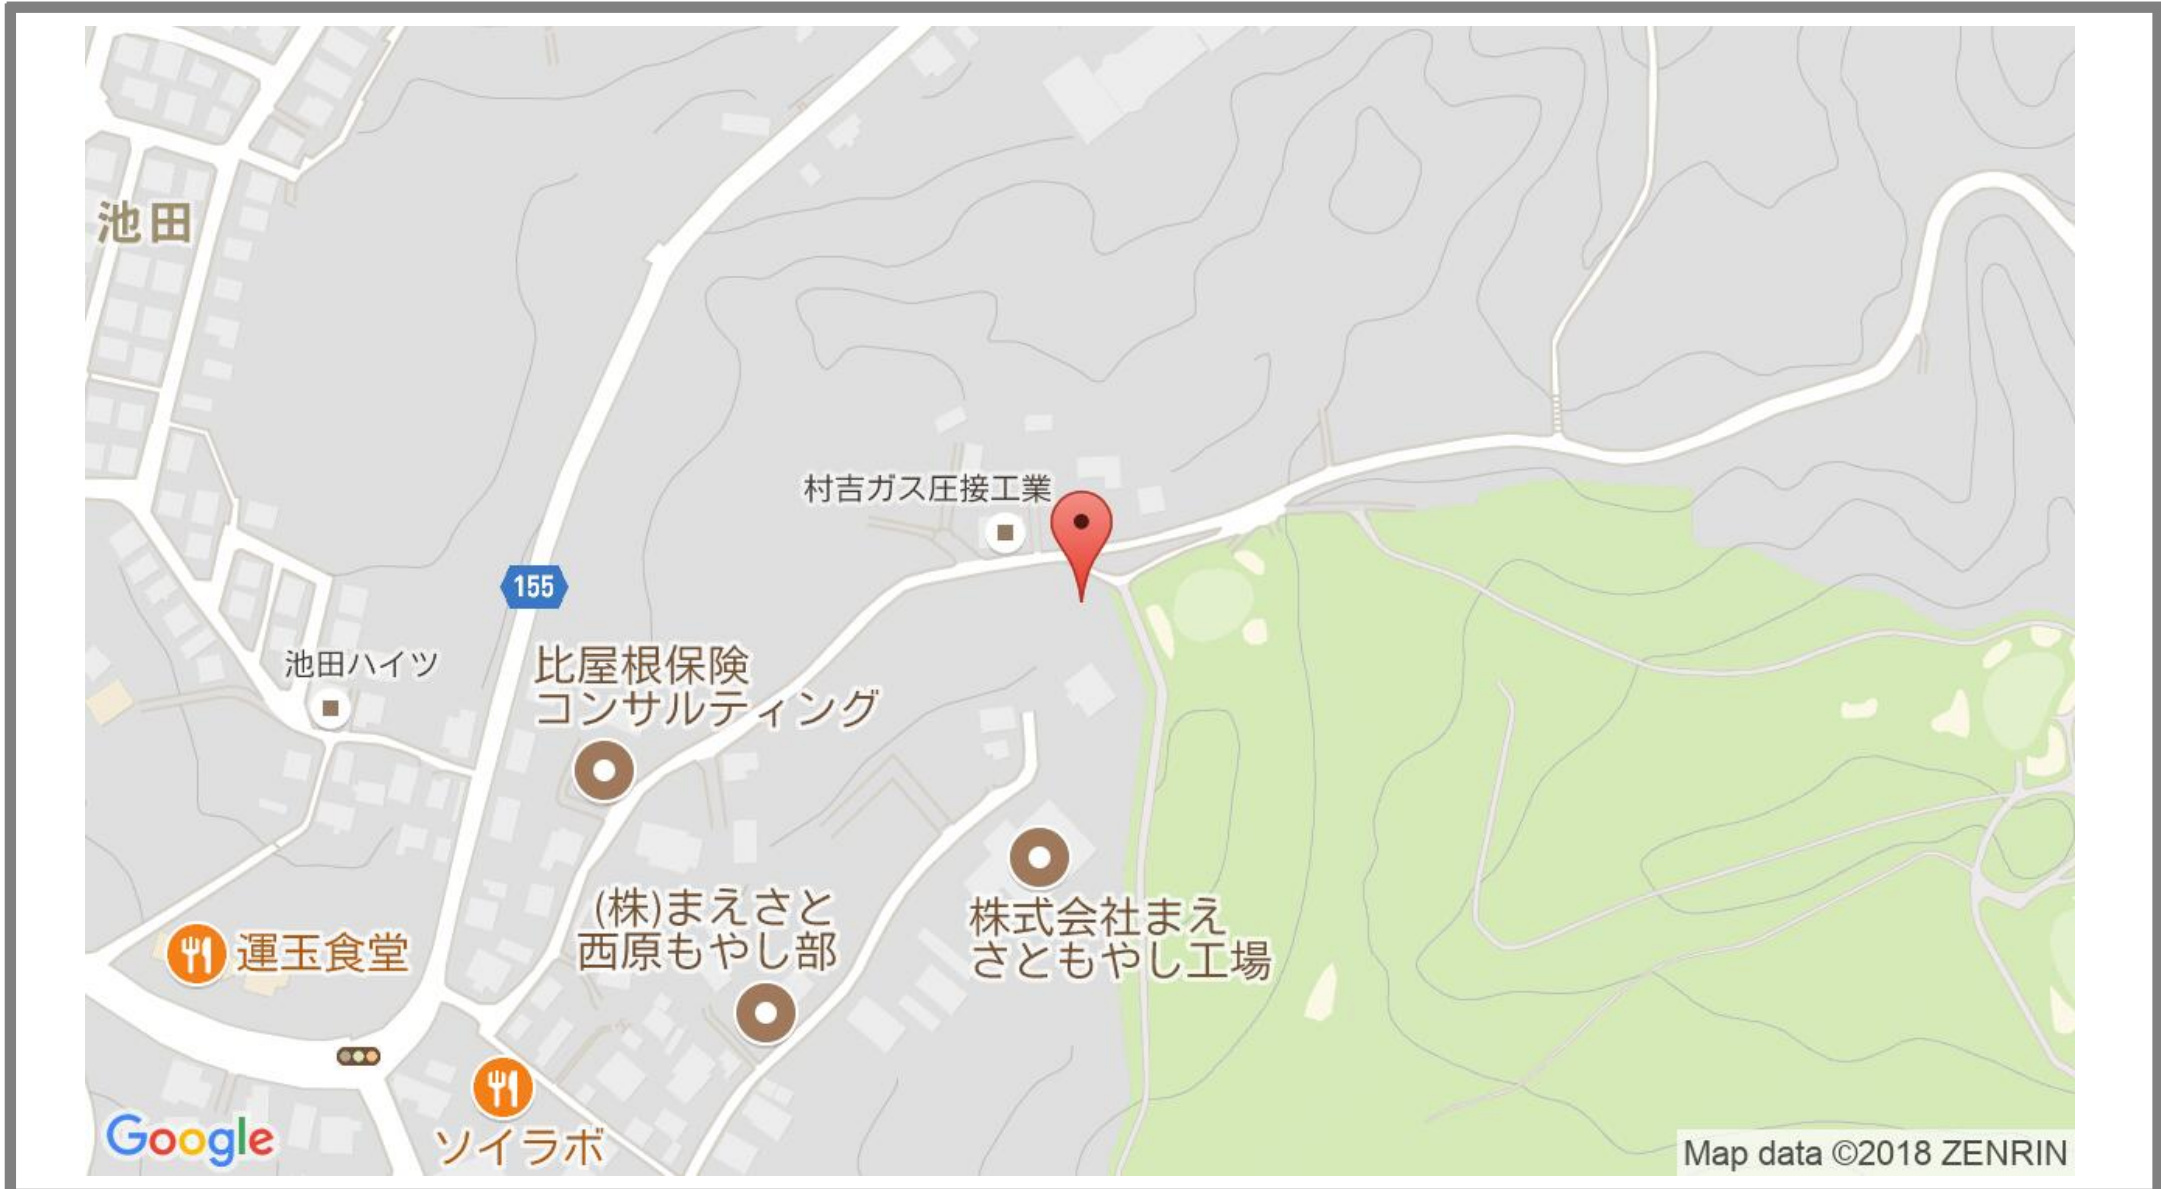 池田
村吉ガス圧接工業
155
池田ハイツ
比屋根保険
コンサルティング
(株)まえさと
西原もやし部
株式会社まえ
さともやし工場
運玉食堂
ソイラボ
Google
Map data ©2018 ZENRIN